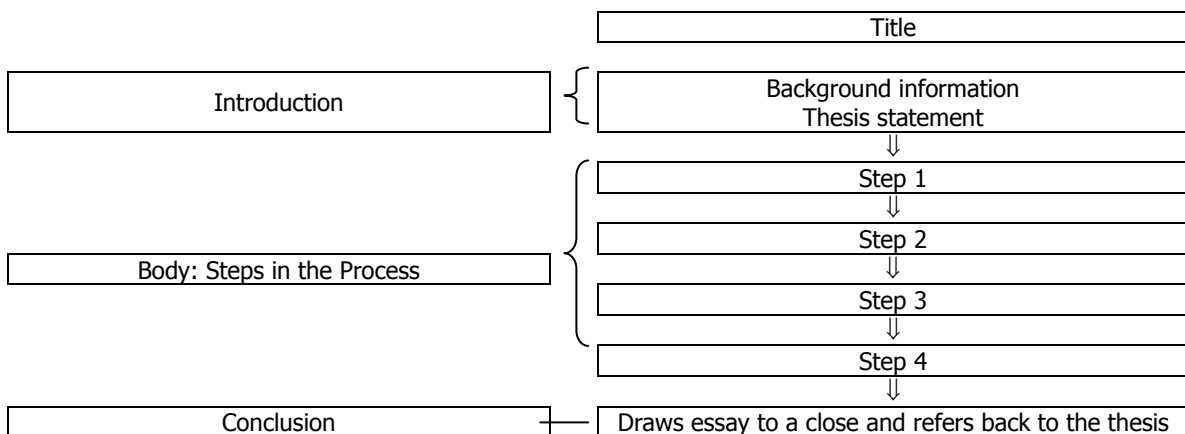 Title
Introduction
Background information
Thesis statement
Step 1
Step 2
Body: Steps in the Process
Step 3
Step 4
Conclusion
Draws essay to a close and refers back to the thesis